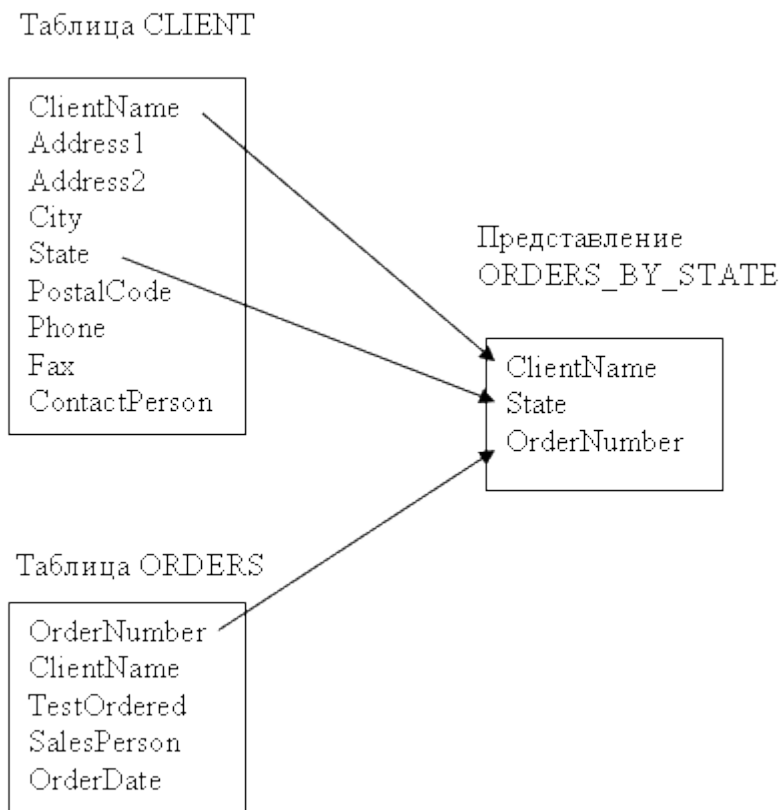 Таблица CLIENT
ClientName
Address1
Address2
City
State
PostalCode
Phone
Fax
ContactPerson
Представление
ORDERS_BY_STATE
ClientName
State
OrderNumber
Таблица ORDERS
OrderNumber
ClientName
TestOrdered
SalesPerson
OrderDate